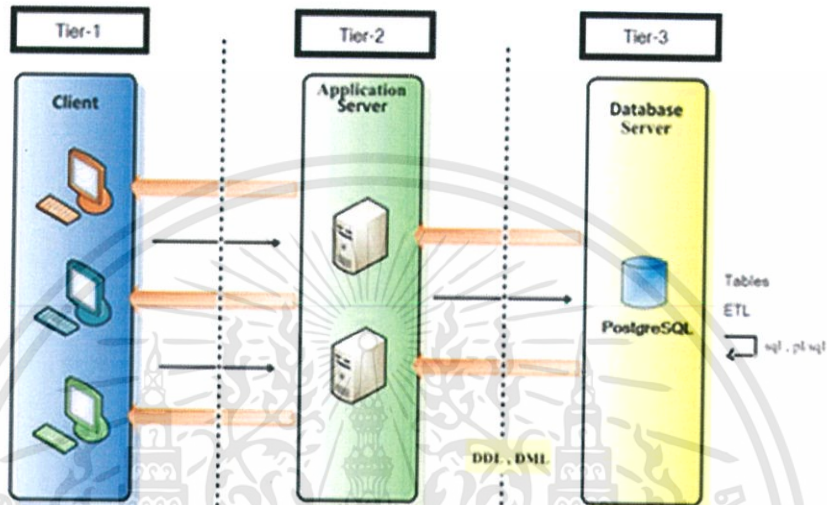 Tier-1
Tier-2
Tier-3
Client
Application
Server
Database
Server
PostgreSQL
Tables
ETL
sql , pl/sql
DDL , DML